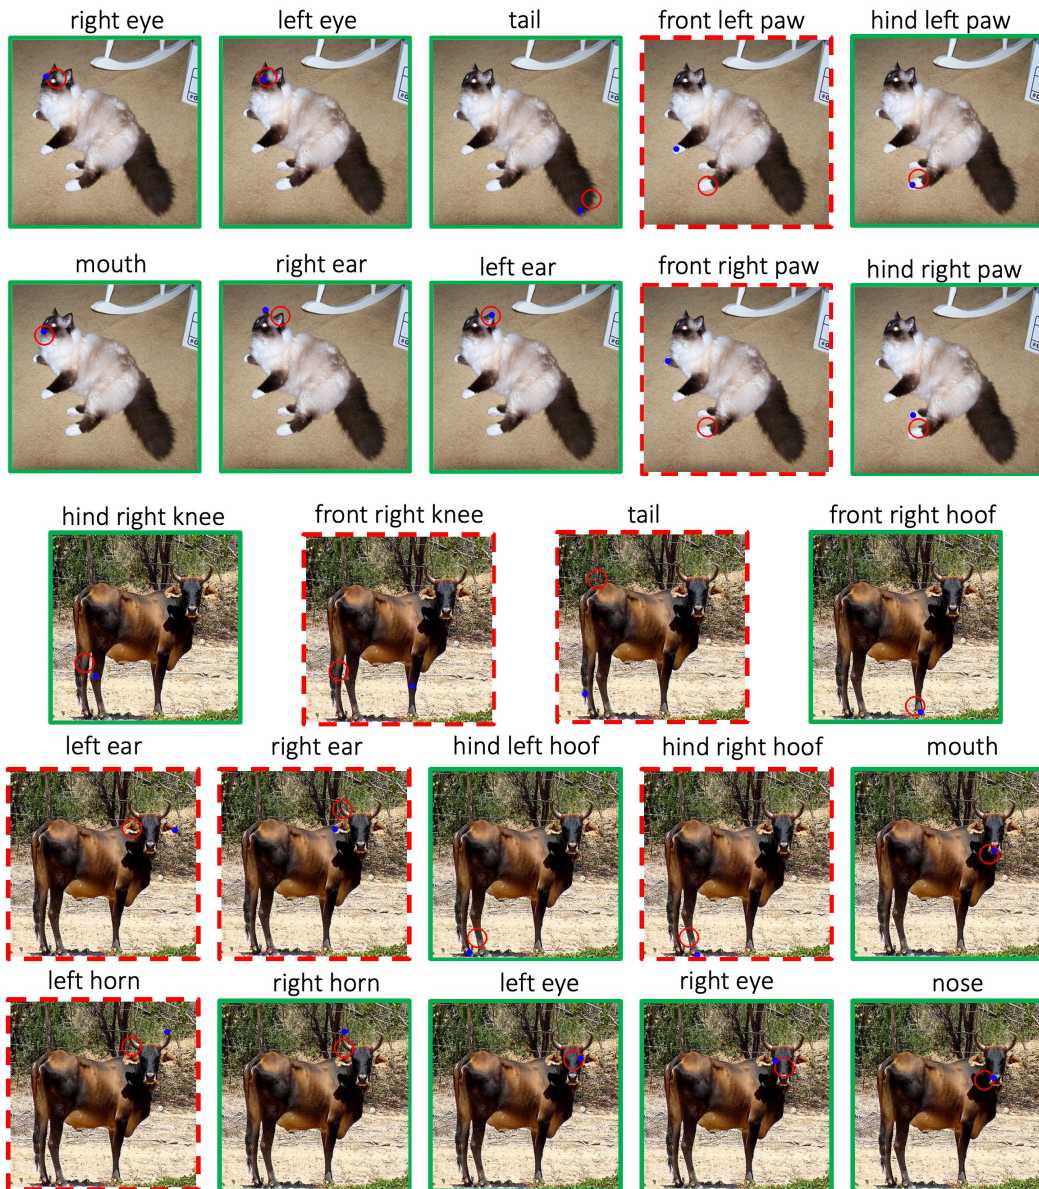 right eye
left eye
tail
front left paw
hind left paw
mouth
right ear
left ear
front right paw
hind right paw
hind right knee
front right knee
tail
front right hoof
left ear
right ear
hind left hoof
hind right hoof
mouth
left horn
right horn
left eye
right eye
nose